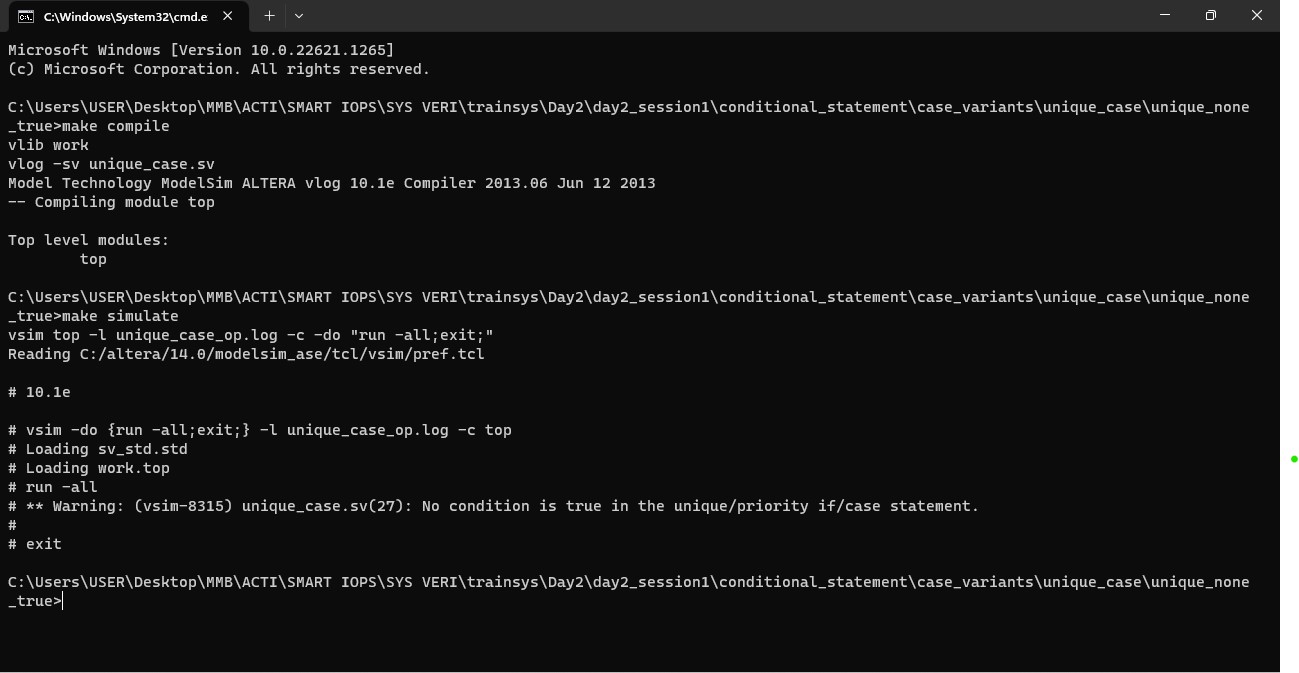 C:\Windows\System32\cmd.e
Microsoft Windows [Version 10.0.22621.1265]
(c) Microsoft Corporation. All rights reserved.
C:\Users\USER\Desktop\MMB\ACTI\SMART IOPS\SYS VERI\trainsys\Day2\day2_session1\conditional_statement\case_variants\unique_case\unique_none
_true>make compile
vlib work
vlog -sv unique_case.sv
Model Technology ModelSim ALTERA vlog 10.1e Compiler 2013.06 Jun 12 2013
-- Compiling module top
Top level modules:
        top
C:\Users\USER\Desktop\MMB\ACTI\SMART IOPS\SYS VERI\trainsys\Day2\day2_session1\conditional_statement\case_variants\unique_case\unique_none
_true>make simulate
vsim top -l unique_case_op.log -c -do "run -all;exit;"
Reading C:/altera/14.0/modelsim_ase/tcl/vsim/pref.tcl
# 10.1e
# vsim -do {run -all;exit;} -l unique_case_op.log -c top
# Loading sv_std.std
# Loading work.top
# run -all
# ** Warning: (vsim-8315) unique_case.sv(27): No condition is true in the unique/priority if/case statement.
#
# exit
C:\Users\USER\Desktop\MMB\ACTI\SMART IOPS\SYS VERI\trainsys\Day2\day2_session1\conditional_statement\case_variants\unique_case\unique_none
_true>